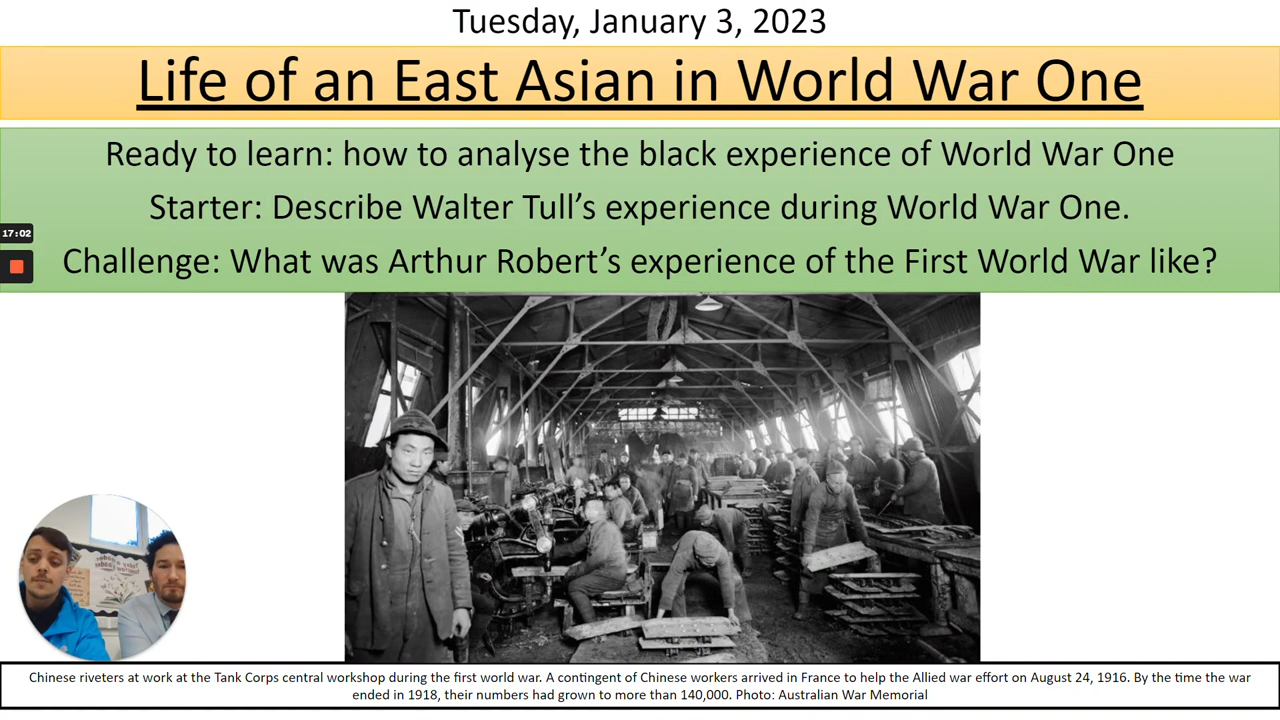 Tuesday, January 3, 2023
Life of an East Asian in World War One
Ready to learn: how to analyse the black experience of World War One
Starter: Describe Walter Tull’s experience during World War One.
17:02
Challenge: What was Arthur Robert’s experience of the First World War like?
Chinese riveters at work at the Tank Corps central workshop during the first world war. A contingent of Chinese workers arrived in France to help the Allied war effort on August 24, 1916. By the time the war
ended in 1918, their numbers had grown to more than 140,000. Photo: Australian War Memorial